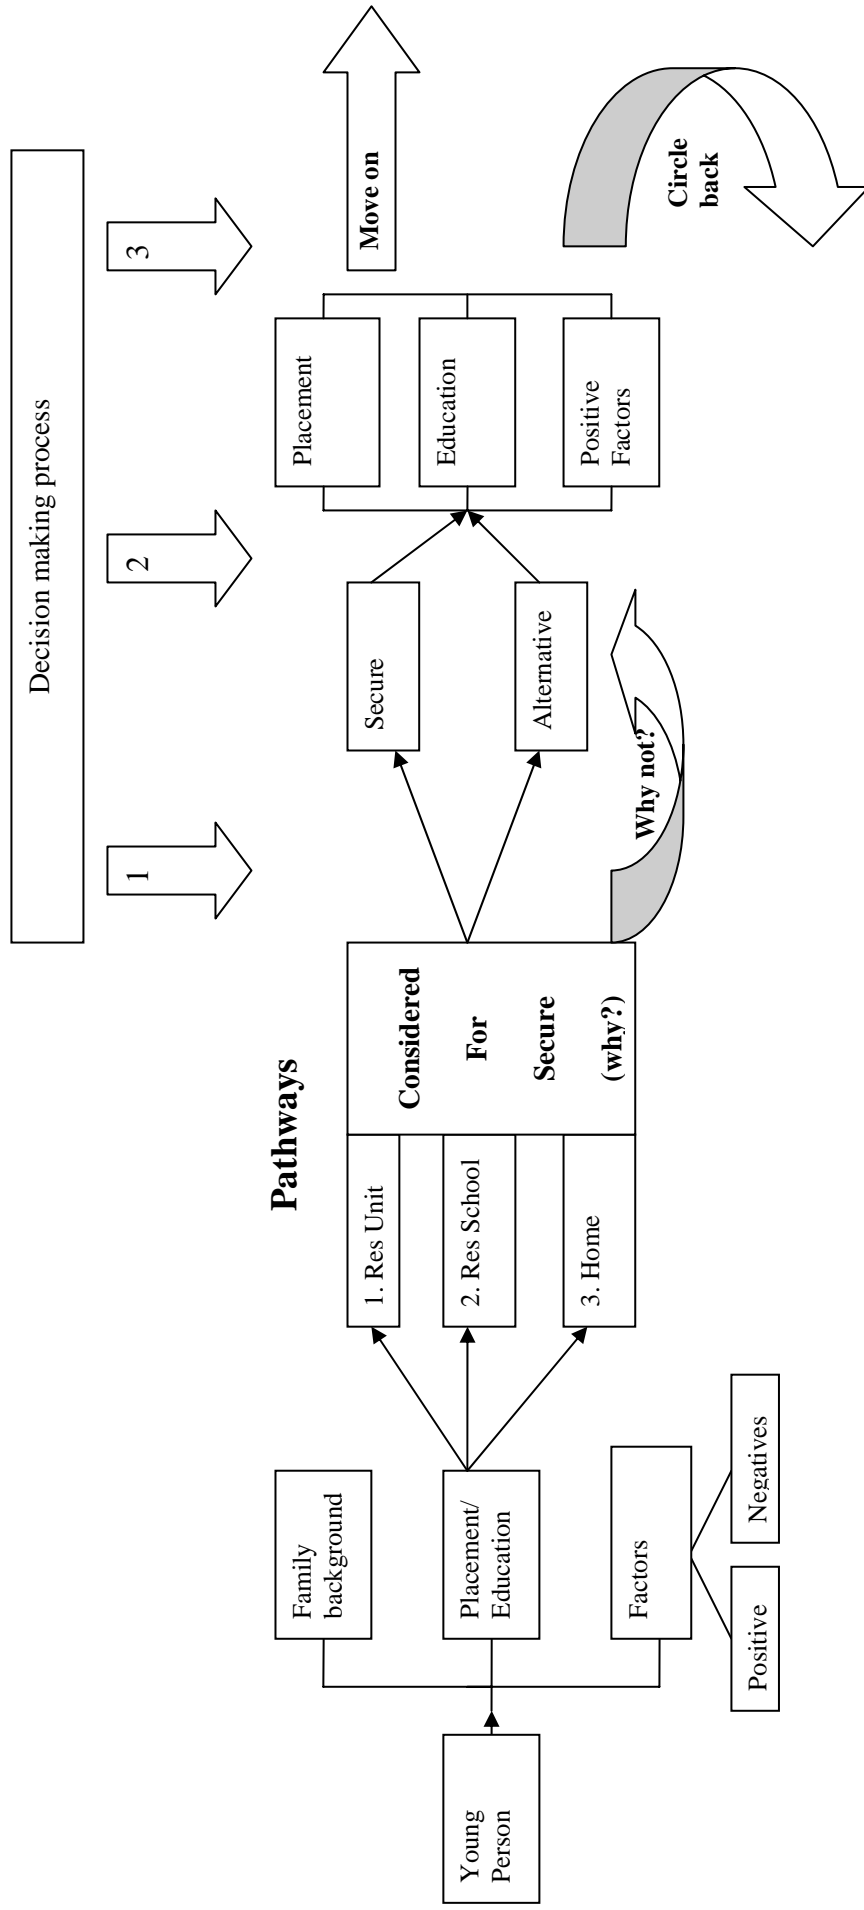 Decision making process
1
2
3
Pathways
Young
Person
Family
background
Placement/
Education
Factors
Positive
Negatives
1. Res Unit
2. Res School
3. Home
Considered
For
Secure
(why?)
Why not?
Secure
Alternative
Placement
Education
Positive
Factors
Move on
Circle
back